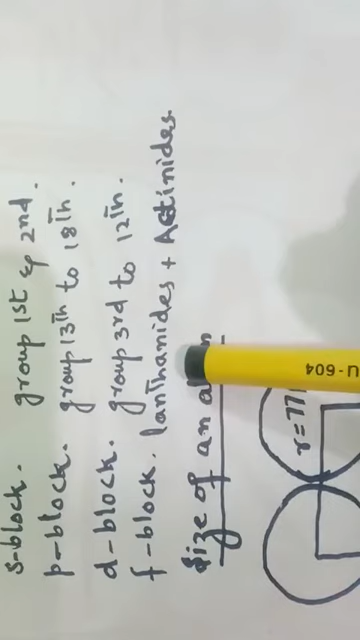 s-block. group 1st & 2nd.
p-block. group 13th to 18th.
d-block. group 3rd to 12th.
f-block. lanthanides + Actinides.
Size of an
r=77
U-604